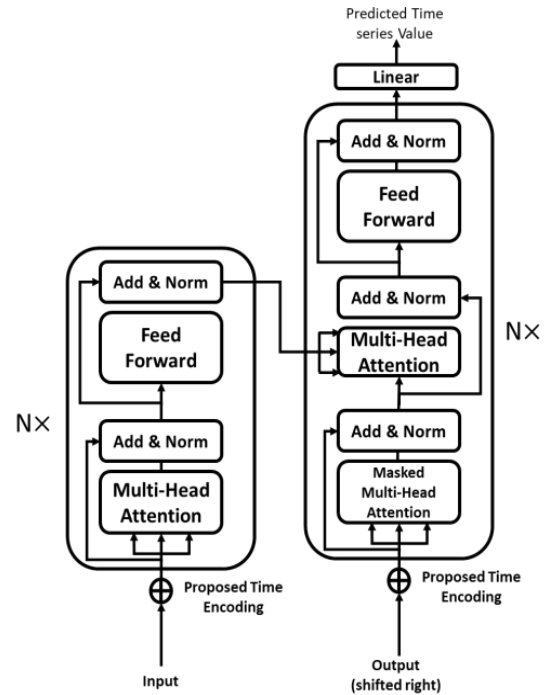 Predicted Time
series Value
Linear
Add & Norm
Feed
Forward
Add & Norm
Multi-Head
Attention
N×
Add & Norm
Masked
Multi-Head
Attention
Proposed Time
Encoding
Output
(shifted right)
Add & Norm
Feed
Forward
N×
Add & Norm
Multi-Head
Attention
Proposed Time
Encoding
Input